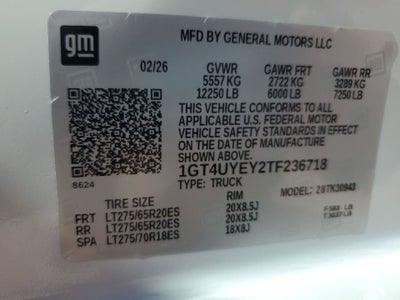 gm
MFD BY GENERAL MOTORS LLC
02/26 GVWR GAWR FRT GAWR RR
5557 KG 2722 KG 3289 KG
12250 LB 6000 LB 7250 LB
THIS VEHICLE CONFORMS TO ALL
APPLICABLE U.S. FEDERAL MOTOR
VEHICLE SAFETY STANDARDS IN EFFECT
ON THE DATE OF MANUFACTURE
SHOWN ABOVE.
1GT4UYEY2TF236718
8624 TYPE: TRUCK MODEL:
RIM
FRT LT275/65R20ES 20X8.5J
RR LT275/65R20ES 20X8.5J
SPA LT275/70R18ES 18X8J